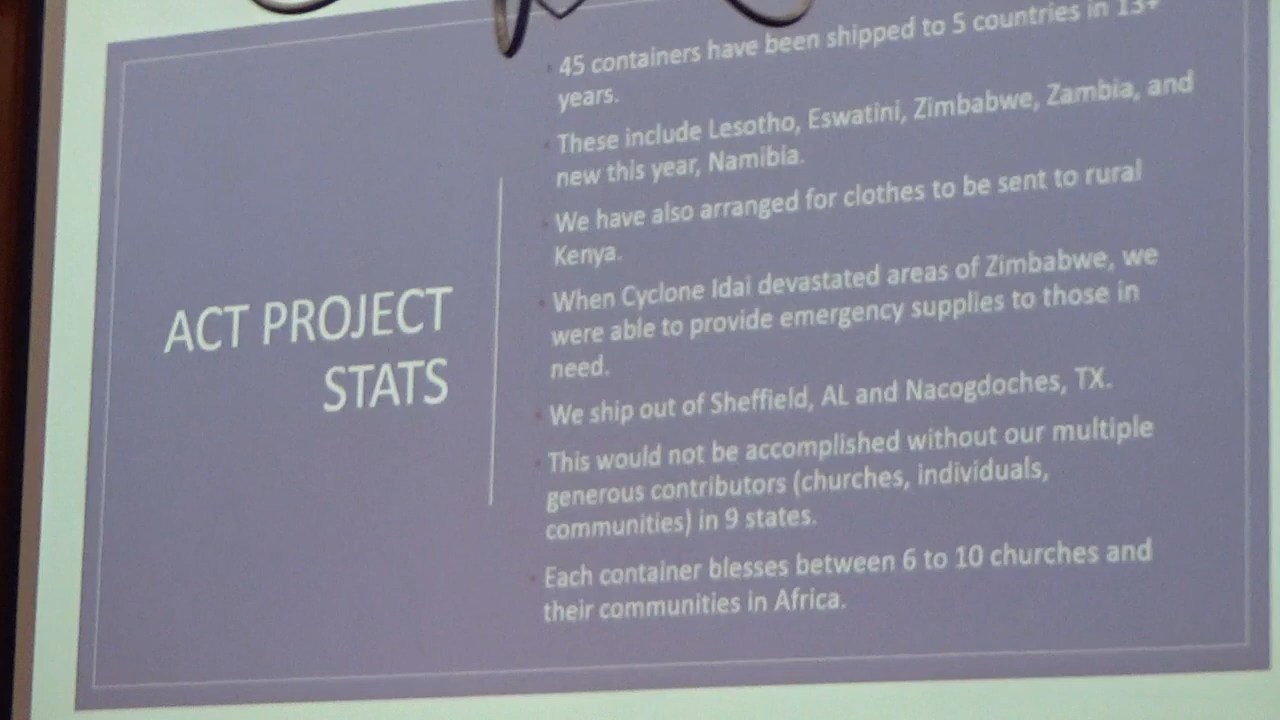 45 containers have been shipped to 5 countries in 13+
years.
These include Lesotho, Eswatini, Zimbabwe, Zambia, and
new this year, Namibia.
We have also arranged for clothes to be sent to rural
Kenya.
When Cyclone Idai devastated areas of Zimbabwe, we
were able to provide emergency supplies to those in
need.
We ship out of Sheffield, AL and Nacogdoches, TX.
This would not be accomplished without our multiple
generous contributors (churches, individuals,
communities) in 9 states.
Each container blesses between 6 to 10 churches and
their communities in Africa.
ACT PROJECT
STATS